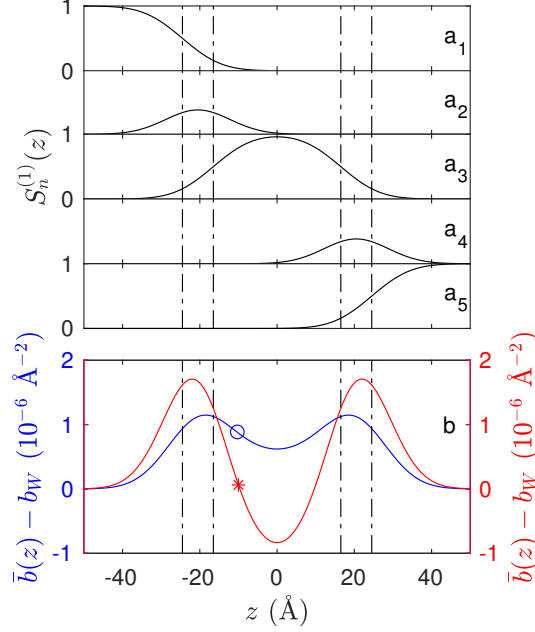 1
a₁
0
a₂
1
a₃
0
a₄
1
a₅
0
Sₙ⁽¹⁾(z)
2
1
0
-1
b̄(z) − b_W (10⁻⁶ Å⁻²)
b
2
1
0
-1
b̄(z) − b_W (10⁻⁶ Å⁻²)
-40 -20 0 20 40
z (Å)